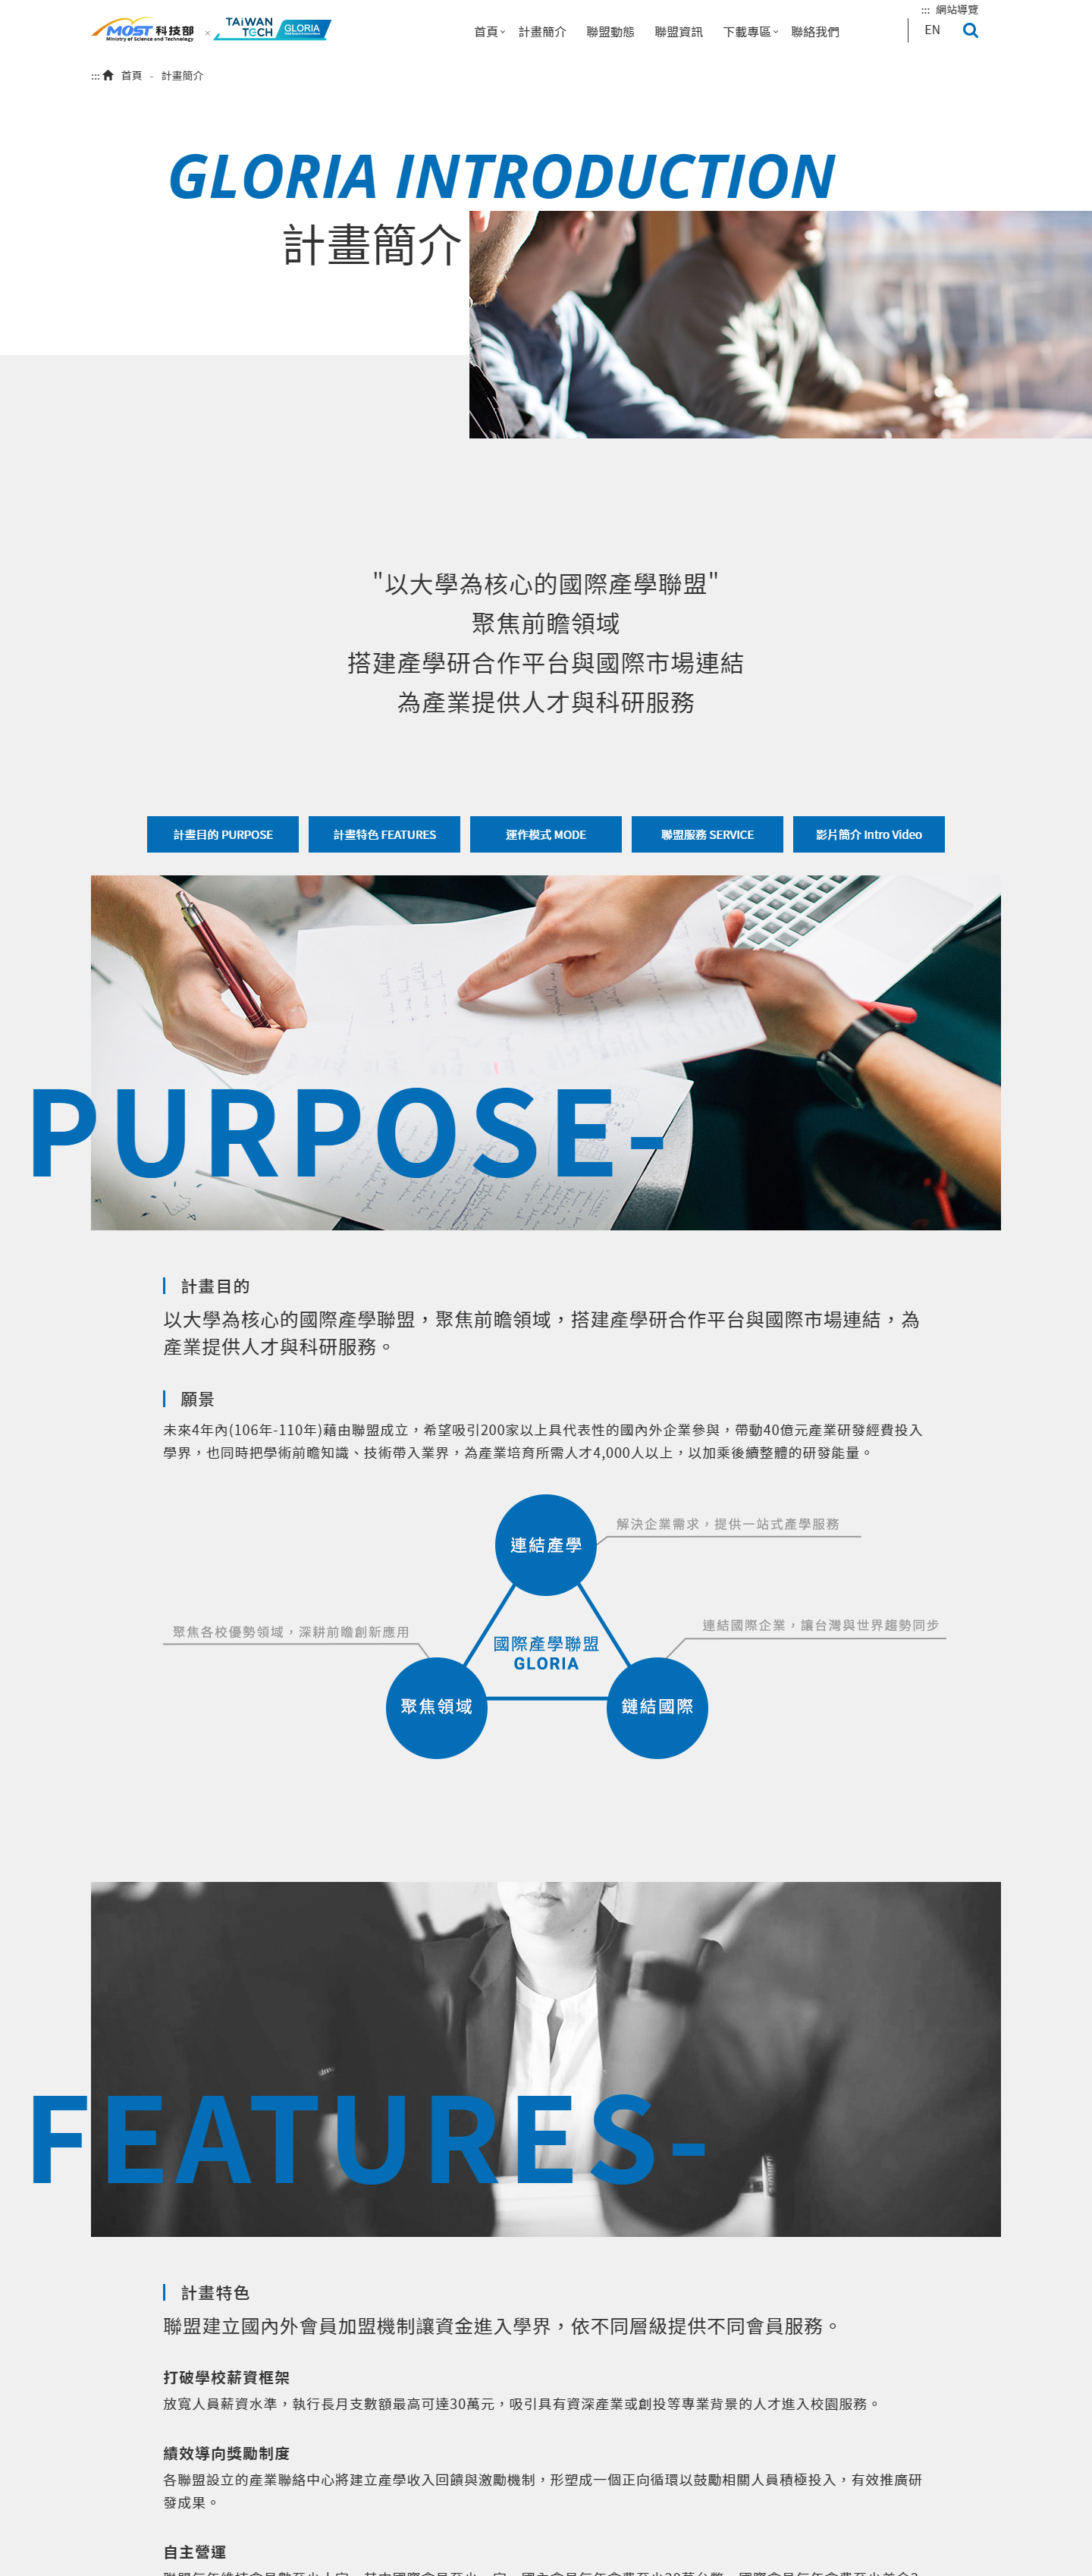 ::: 網站導覽
MOST 科技部
Ministry of Science and Technology
×
TAiWAN TECH
GLORIA
首頁
計畫簡介
聯盟動態
聯盟資訊
下載專區
聯絡我們
EN
::: 首頁 - 計畫簡介
GLORIA INTRODUCTION
計畫簡介
"以大學為核心的國際產學聯盟"
聚焦前瞻領域
搭建產學研合作平台與國際市場連結
為產業提供人才與科研服務
計畫目的 PURPOSE
計畫特色 FEATURES
運作模式 MODE
聯盟服務 SERVICE
影片簡介 Intro Video
PURPOSE-
計畫目的
以大學為核心的國際產學聯盟，聚焦前瞻領域，搭建產學研合作平台與國際市場連結，為
產業提供人才與科研服務。
願景
未來4年內(106年-110年)藉由聯盟成立，希望吸引200家以上具代表性的國內外企業參與，帶動40億元產業研發經費投入
學界，也同時把學術前瞻知識、技術帶入業界，為產業培育所需人才4,000人以上，以加乘後續整體的研發能量。
連結產學
解決企業需求，提供一站式產學服務
連結國際企業，讓台灣與世界趨勢同步
聚焦各校優勢領域，深耕前瞻創新應用
國際產學聯盟
GLORIA
聚焦領域
鏈結國際
FEATURES-
計畫特色
聯盟建立國內外會員加盟機制讓資金進入學界，依不同層級提供不同會員服務。
打破學校薪資框架
放寬人員薪資水準，執行長月支數額最高可達30萬元，吸引具有資深產業或創投等專業背景的人才進入校園服務。
績效導向獎勵制度
各聯盟設立的產業聯絡中心將建立產學收入回饋與激勵機制，形塑成一個正向循環以鼓勵相關人員積極投入，有效推廣研
發成果。
自主營運